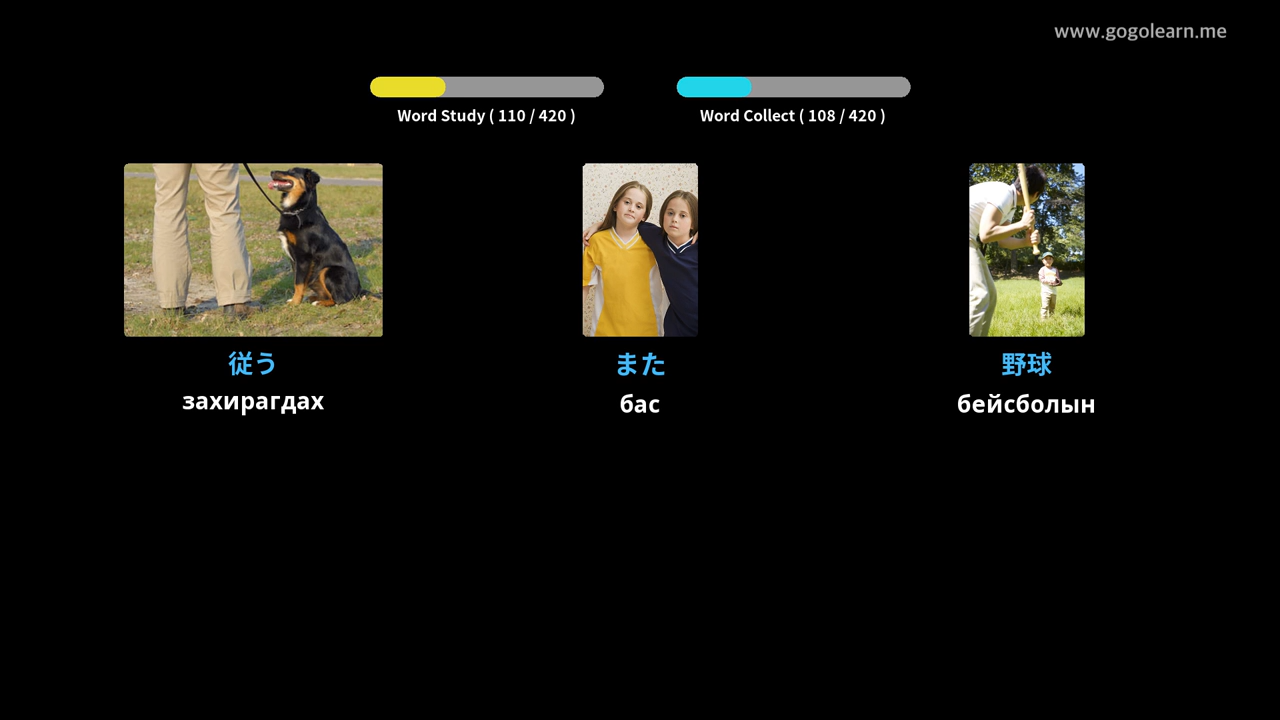 www.gogolearn.me
Word Study ( 110 / 420 )
Word Collect ( 108 / 420 )
従う
захирагдах
また
бас
野球
бейсболын